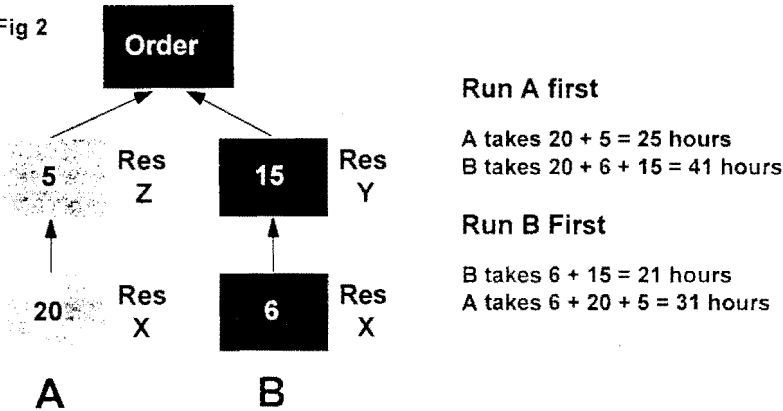 Fig 2
Order
5
Res
Z
15
Res
Y
20
Res
X
6
Res
X
A
B
Run A first
A takes 20 + 5 = 25 hours
B takes 20 + 6 + 15 = 41 hours
Run B First
B takes 6 + 15 = 21 hours
A takes 6 + 20 + 5 = 31 hours